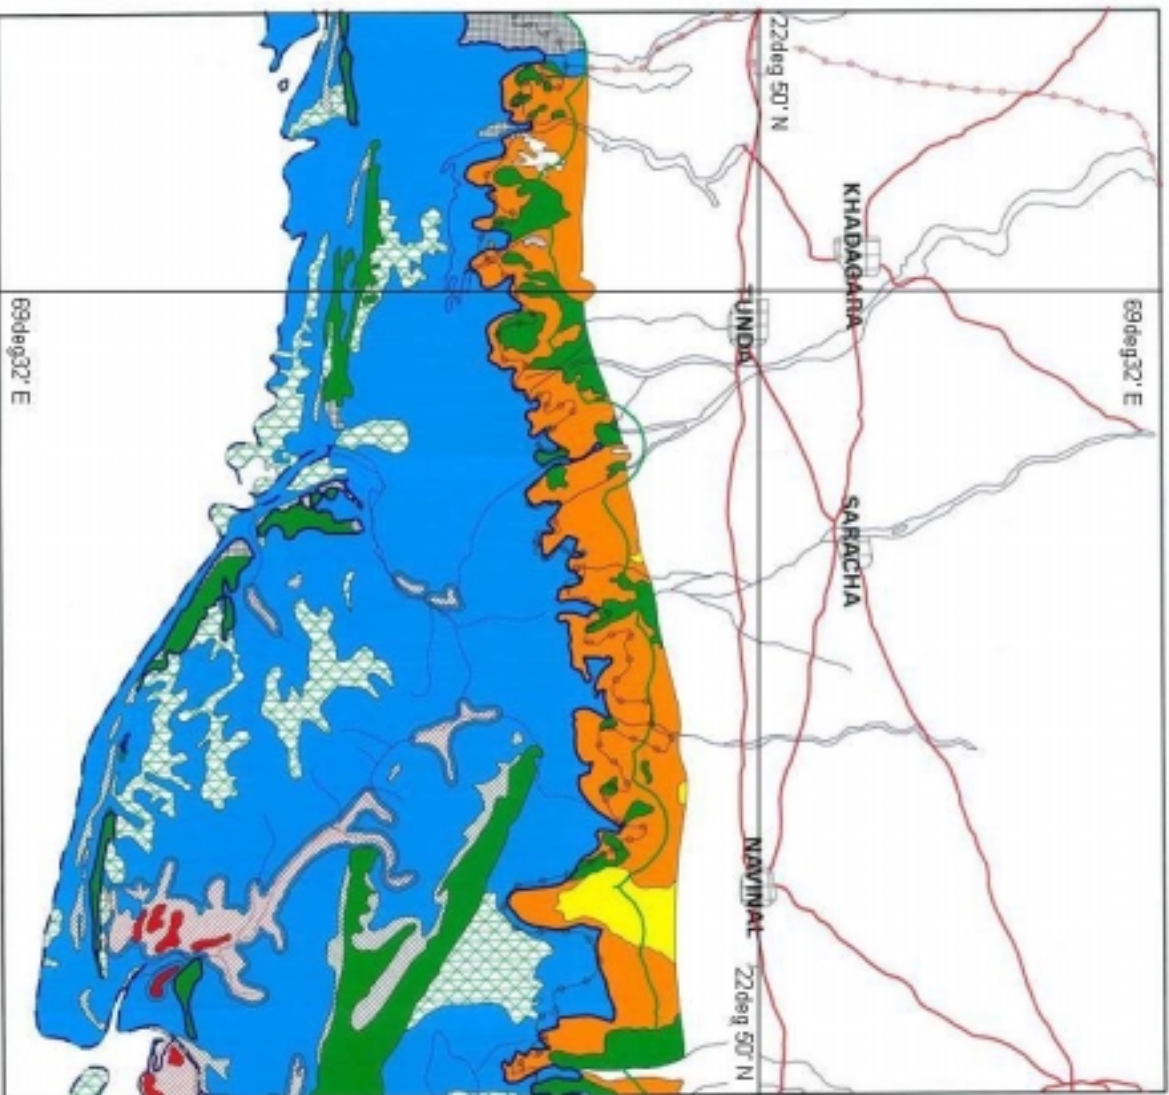 22deg 50' N
KHADAGARA
69deg32' E
69deg32' E
TUNDA
SARACHA
NAVINAL
22deg 50' N